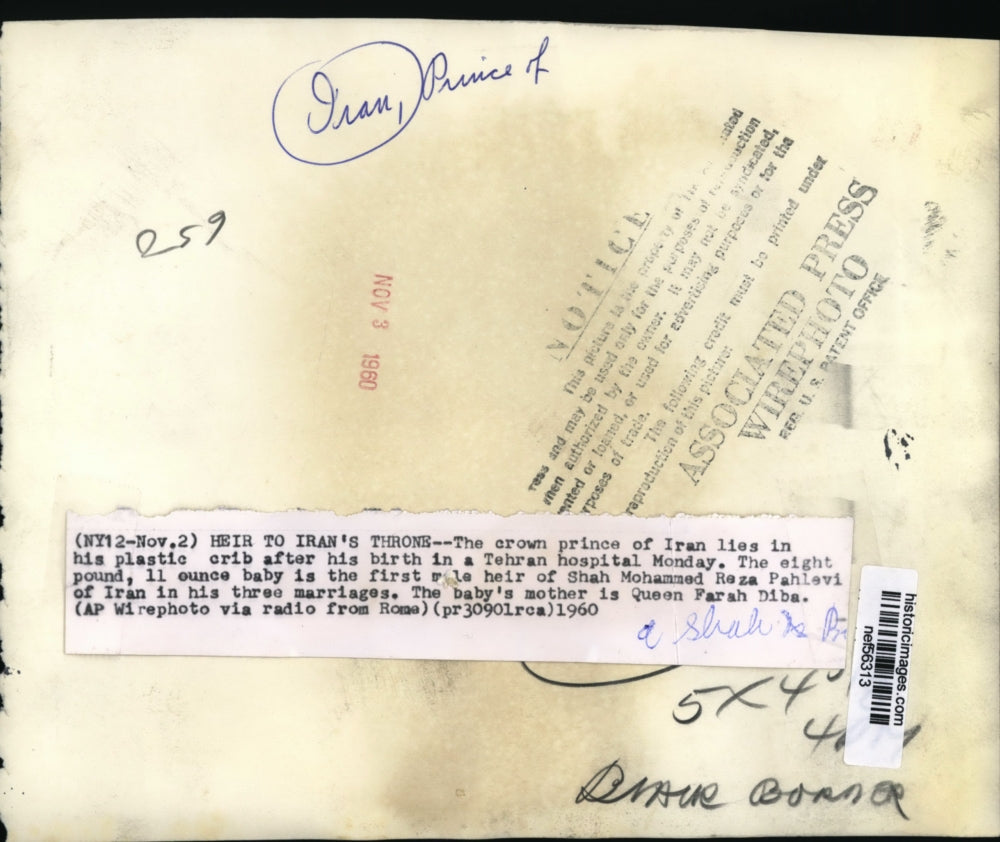 Iran, Prince of
259
NOV 3 1960
NOTICE
This picture is the property of the
ress and may be used only for the purposes of
when authorized by the owner. It may not be syndicated,
ented or loaned, or used for advertising purposes or for the
rposes of trade.
The following credit must be printed under
reproduction of this picture:
ASSOCIATED PRESS
WIREPHOTO
REG. U. S. PATENT OFFICE
(NY12-Nov.2) HEIR TO IRAN'S THRONE--The crown prince of Iran lies in
his plastic crib after his birth in a Tehran hospital Monday. The eight
pound, 11 ounce baby is the first male heir of Shah Mohammed Reza Pahlevi
of Iran in his three marriages. The baby's mother is Queen Farah Diba.
(AP Wirephoto via radio from Rome)(pr30901rca)1960
a Shah is
historicimages.com
nef56313
5X4
BORDER